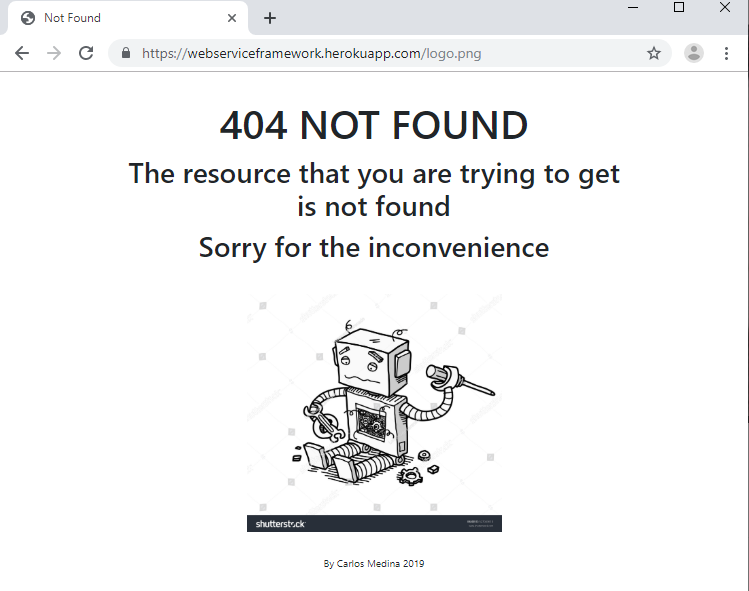 Not Found
https://webserviceframework.herokuapp.com/logo.png
404 NOT FOUND
The resource that you are trying to get
is not found
Sorry for the inconvenience
shutterstock
By Carlos Medina 2019